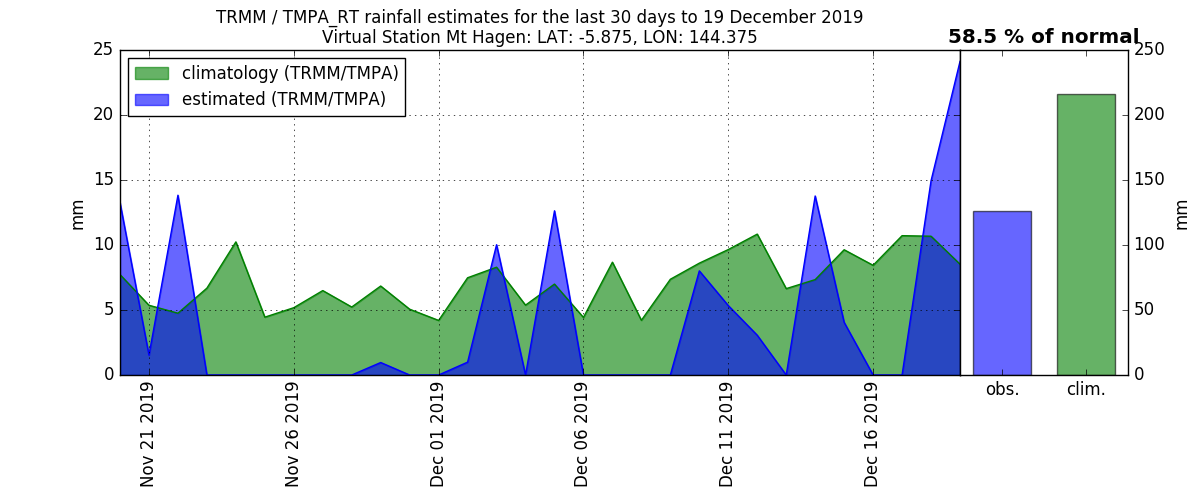 TRMM / TMPA_RT rainfall estimates for the last 30 days to 19 December 2019
Virtual Station Mt Hagen: LAT: -5.875, LON: 144.375
58.5 % of normal
climatology (TRMM/TMPA)
estimated (TRMM/TMPA)
mm
25
20
15
10
5
0
Nov 21 2019
Nov 26 2019
Dec 01 2019
Dec 06 2019
Dec 11 2019
Dec 16 2019
obs.
clim.
250
200
150
100
50
0
mm